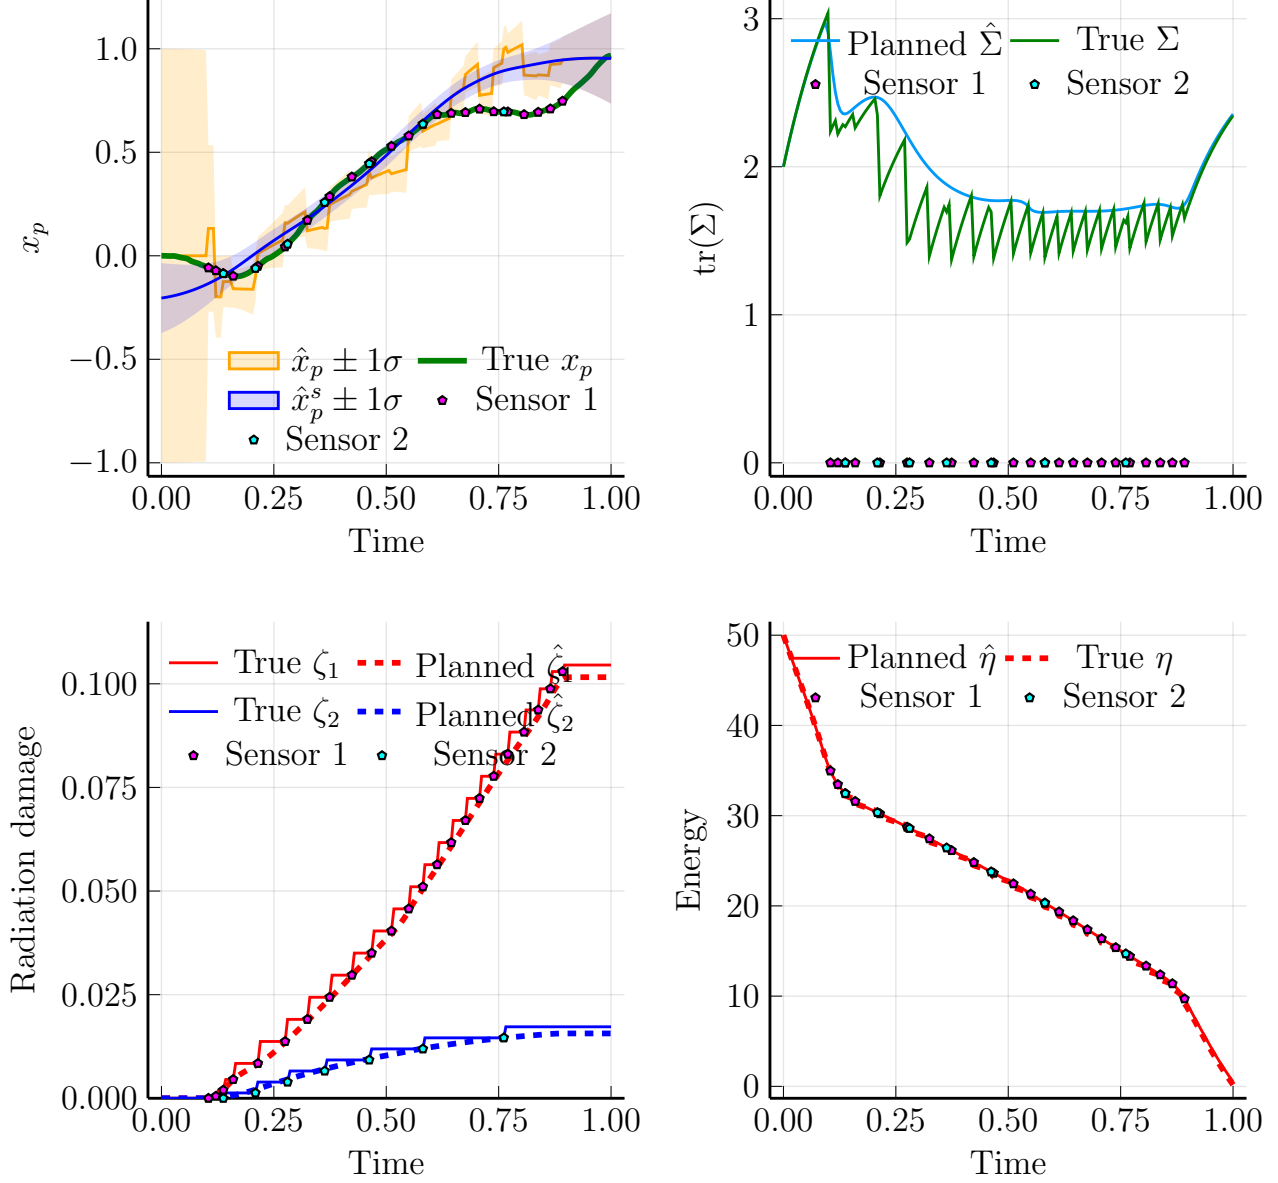 1.0
0.5
0.0
−0.5
−1.0
x_p
x̂_p ± 1σ
True x_p
x̂_p^s ± 1σ
Sensor 1
Sensor 2
0.00 0.25 0.50 0.75 1.00
Time
3
2
1
0
tr(Σ)
Planned Σ̂
True Σ
Sensor 1
Sensor 2
0.00 0.25 0.50 0.75 1.00
Time
0.100
0.075
0.050
0.025
0.000
Radiation damage
True ζ₁
Planned ζ̂₁
True ζ₂
Planned ζ̂₂
Sensor 1
Sensor 2
0.00 0.25 0.50 0.75 1.00
Time
50
40
30
20
10
0
Energy
Planned η̂
True η
Sensor 1
Sensor 2
0.00 0.25 0.50 0.75 1.00
Time